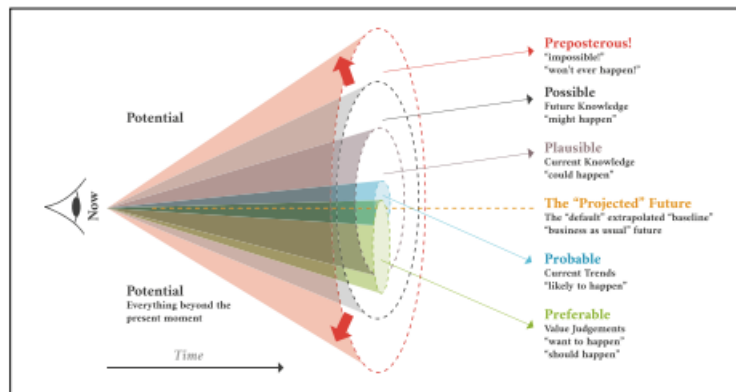 Potential
Now
Potential
Everything beyond the
present moment
Time
Preposterous!
"impossible!"
"won't ever happen!"
Possible
Future Knowledge
"might happen"
Plausible
Current Knowledge
"could happen"
The "Projected" Future
The "default" extrapolated "baseline"
"business as usual" future
Probable
Current Trends
"likely to happen"
Preferable
Value Judgements
"want to happen"
"should happen"